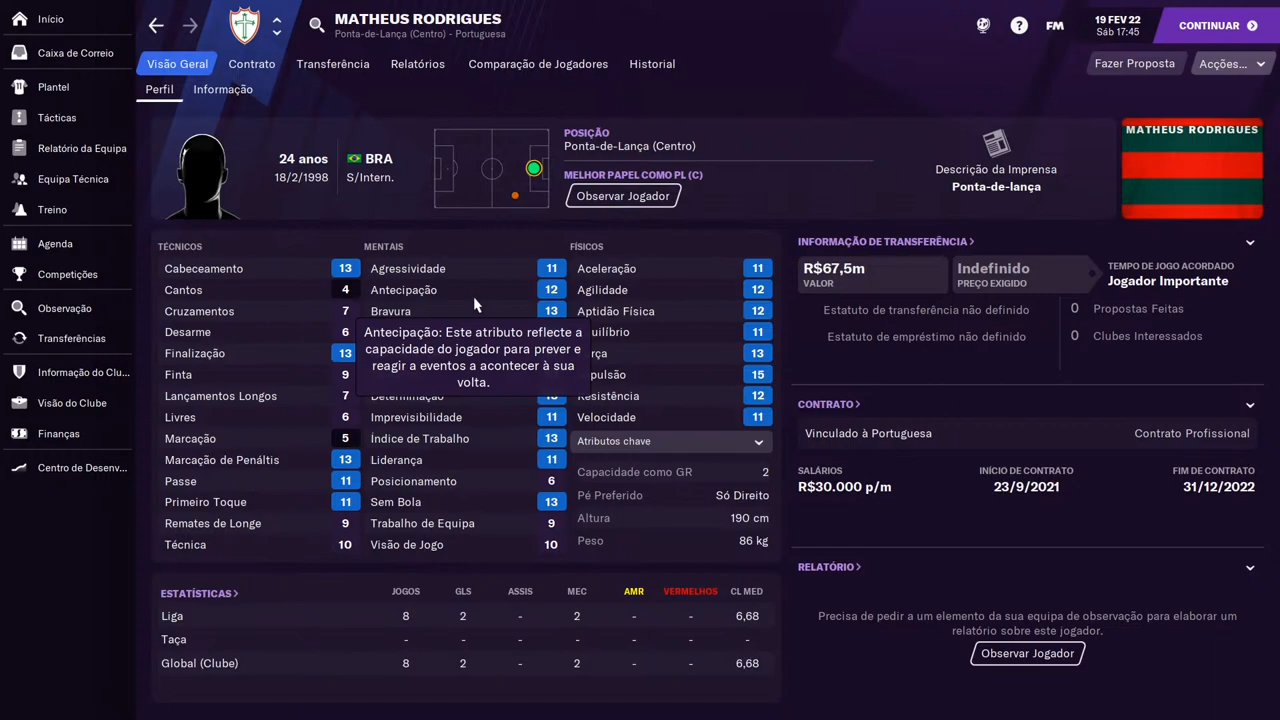 Início
Caixa de Correio
Plantel
Tácticas
Relatório da Equipa
Equipa Técnica
Treino
Agenda
Competições
Observação
Transferências
Informação do Clu...
Visão do Clube
Finanças
Centro de Desenv...
MATHEUS RODRIGUES
Ponta-de-Lança (Centro) - Portuguesa
FM
19 FEV 22
Sáb 17:45
CONTINUAR
Visão Geral Contrato Transferência Relatórios Comparação de Jogadores Historial
Fazer Proposta Acções...
Perfil Informação
24 anos
18/2/1998
BRA
S/Intern.
POSIÇÃO
Ponta-de-Lança (Centro)
MELHOR PAPEL COMO PL (C)
Observar Jogador
Descrição da Imprensa
Ponta-de-lança
MATHEUS RODRIGUES
TÉCNICOS
Cabeceamento 13
Cantos 4
Cruzamentos 7
Desarme 6
Finalização 13
Finta 9
Lançamentos Longos 7
Livres 6
Marcação 5
Marcação de Penáltis 13
Passe 11
Primeiro Toque 11
Remates de Longe 9
Técnica 10
MENTAIS
Agressividade 11
Antecipação 12
Bravura 13
Antecipação: Este atributo reflecte a
capacidade do jogador para prever e
reagir a eventos a acontecer à sua
volta.
Imprevisibilidade 11
Índice de Trabalho 13
Liderança 11
Posicionamento 6
Sem Bola 13
Trabalho de Equipa 9
Visão de Jogo 10
FÍSICOS
Aceleração 11
Agilidade 12
Aptidão Física 12
11
13
15
Resistência 12
Velocidade 11
Atributos chave
Capacidade como GR 2
Pé Preferido Só Direito
Altura 190 cm
Peso 86 kg
INFORMAÇÃO DE TRANSFERÊNCIA
R$67,5m
VALOR
Indefinido
PREÇO EXIGIDO
TEMPO DE JOGO ACORDADO
Jogador Importante
Estatuto de transferência não definido
Estatuto de empréstimo não definido
0 Propostas Feitas
0 Clubes Interessados
CONTRATO
Vinculado à Portuguesa Contrato Profissional
SALÁRIOS INÍCIO DE CONTRATO FIM DE CONTRATO
R$30.000 p/m 23/9/2021 31/12/2022
RELATÓRIO
Precisa de pedir a um elemento da sua equipa de observação para elaborar um
relatório sobre este jogador.
Observar Jogador
ESTATÍSTICAS JOGOS GLS ASSIS MEC AMR VERMELHOS CL MED
Liga 8 2 - 2 - - 6,68
Taça - - - - - - -
Global (Clube) 8 2 - 2 - - 6,68